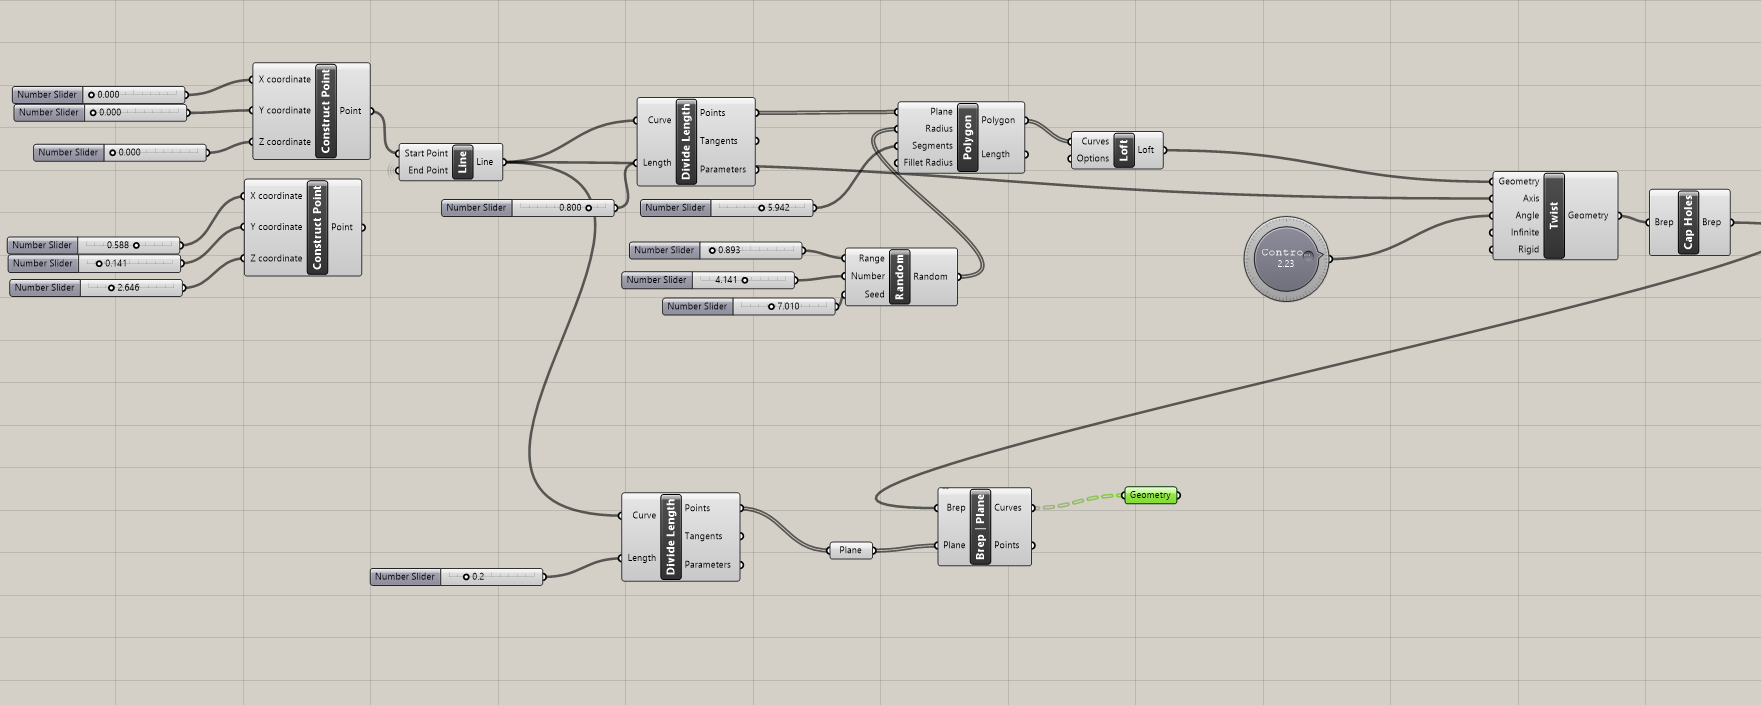 Number Slider 0.000
Number Slider 0.000
Number Slider 0.000
X coordinate
Y coordinate
Z coordinate
Construct Point
Point
Number Slider 0.588
Number Slider 0.141
Number Slider 2.646
X coordinate
Y coordinate
Z coordinate
Construct Point
Point
Start Point
End Point
Line
Line
Number Slider 0.800
Curve
Length
Divide Length
Points
Tangents
Parameters
Number Slider 5.942
Number Slider 0.893
Number Slider 4.141
Number Slider 7.010
Range
Number
Seed
Random
Random
Plane
Radius
Segments
Fillet Radius
Polygon
Polygon
Length
Curves
Options
Loft
Loft
Contro
2.23
Geometry
Axis
Angle
Infinite
Rigid
Twist
Geometry
Brep
Cap Holes
Brep
Number Slider 0.2
Curve
Length
Divide Length
Points
Tangents
Parameters
Plane
Brep
Plane
Brep | Plane
Curves
Points
Geometry